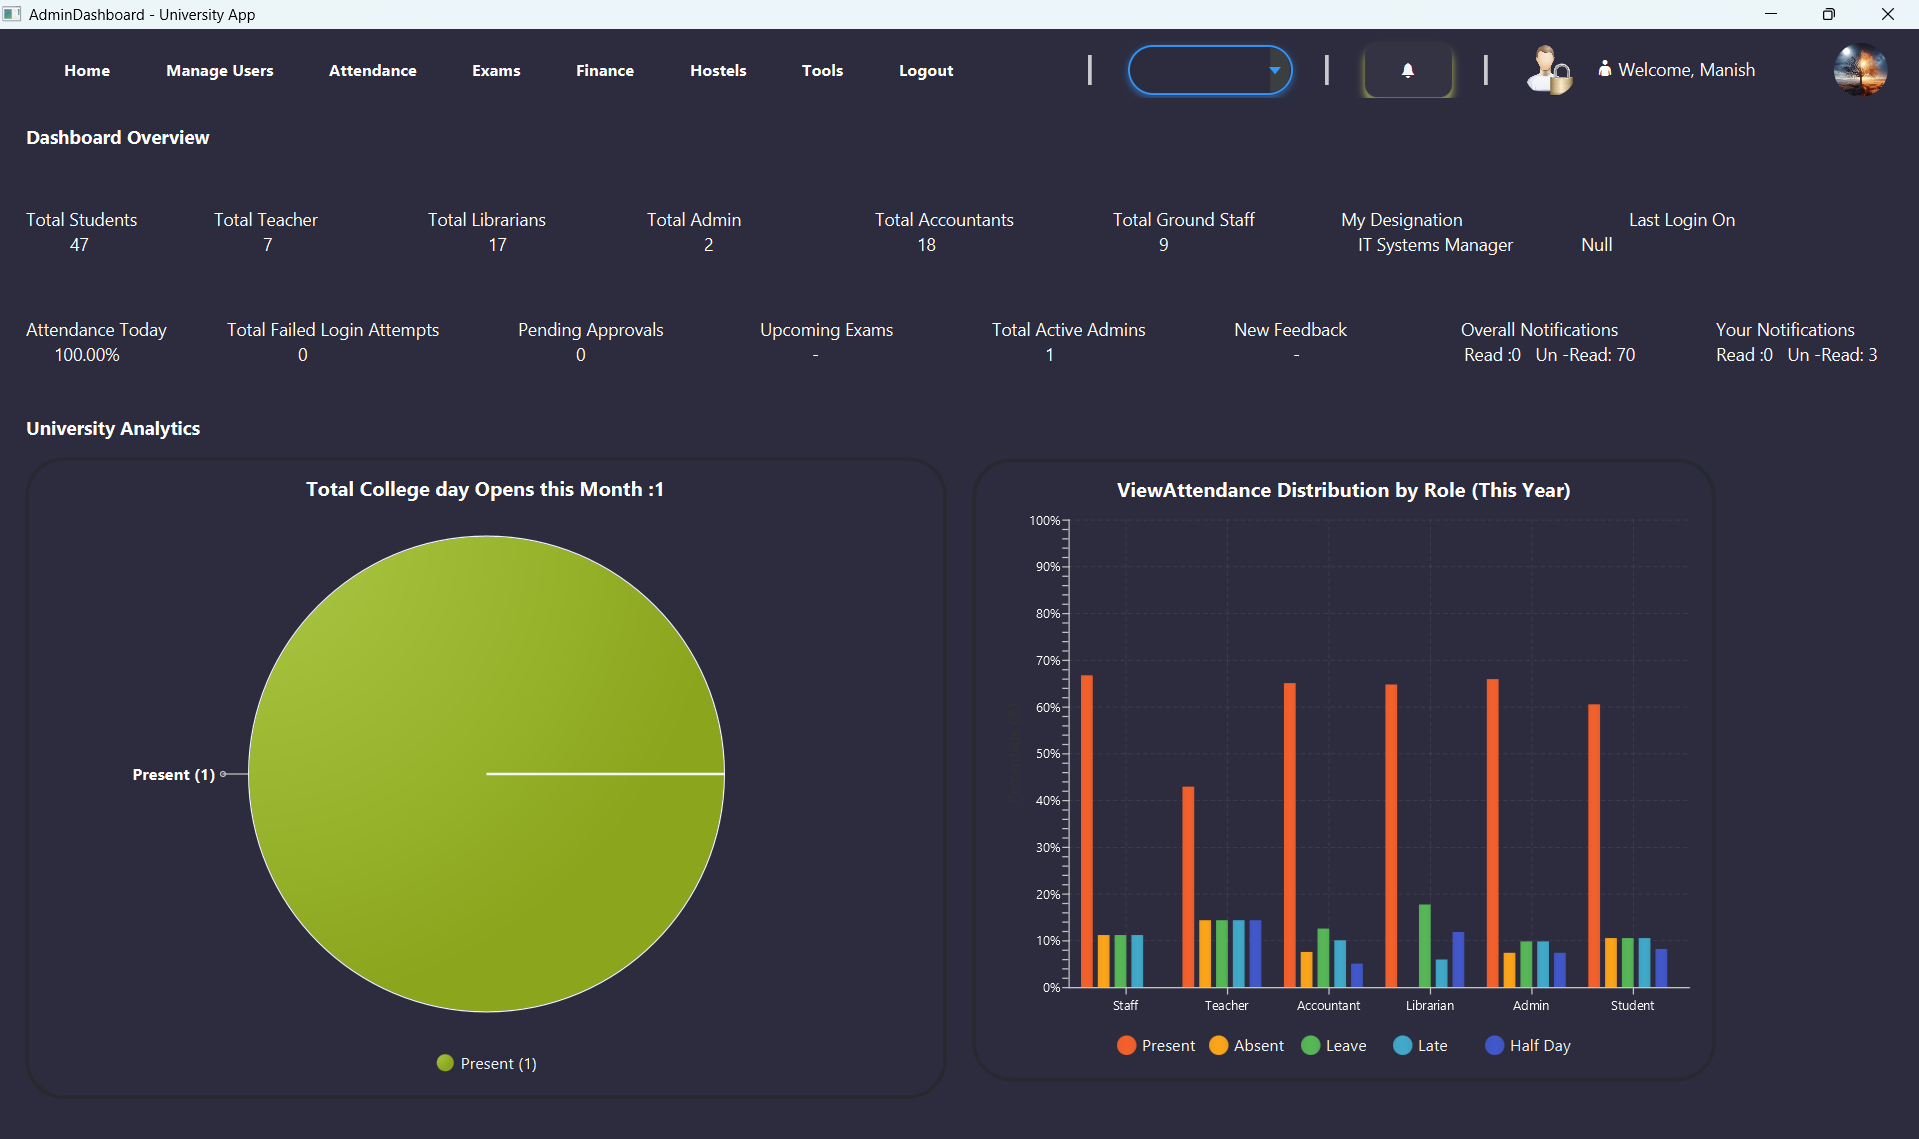 AdminDashboard - University App
Home Manage Users Attendance Exams Finance Hostels Tools Logout Welcome, Manish
Dashboard Overview
Total Students Total Teacher Total Librarians Total Admin Total Accountants Total Ground Staff My Designation Last Login On
47 7 17 2 18 9 IT Systems Manager Null
Attendance Today Total Failed Login Attempts Pending Approvals Upcoming Exams Total Active Admins New Feedback Overall Notifications Your Notifications
100.00% 0 0 - 1 - Read :0 Un -Read: 70 Read :0 Un -Read: 3
University Analytics
Total College day Opens this Month :1
Present (1)
Present (1)
ViewAttendance Distribution by Role (This Year)
100%
90%
80%
70%
60%
50%
40%
30%
20%
10%
0%
Staff Teacher Accountant Librarian Admin Student
Present Absent Leave Late Half Day